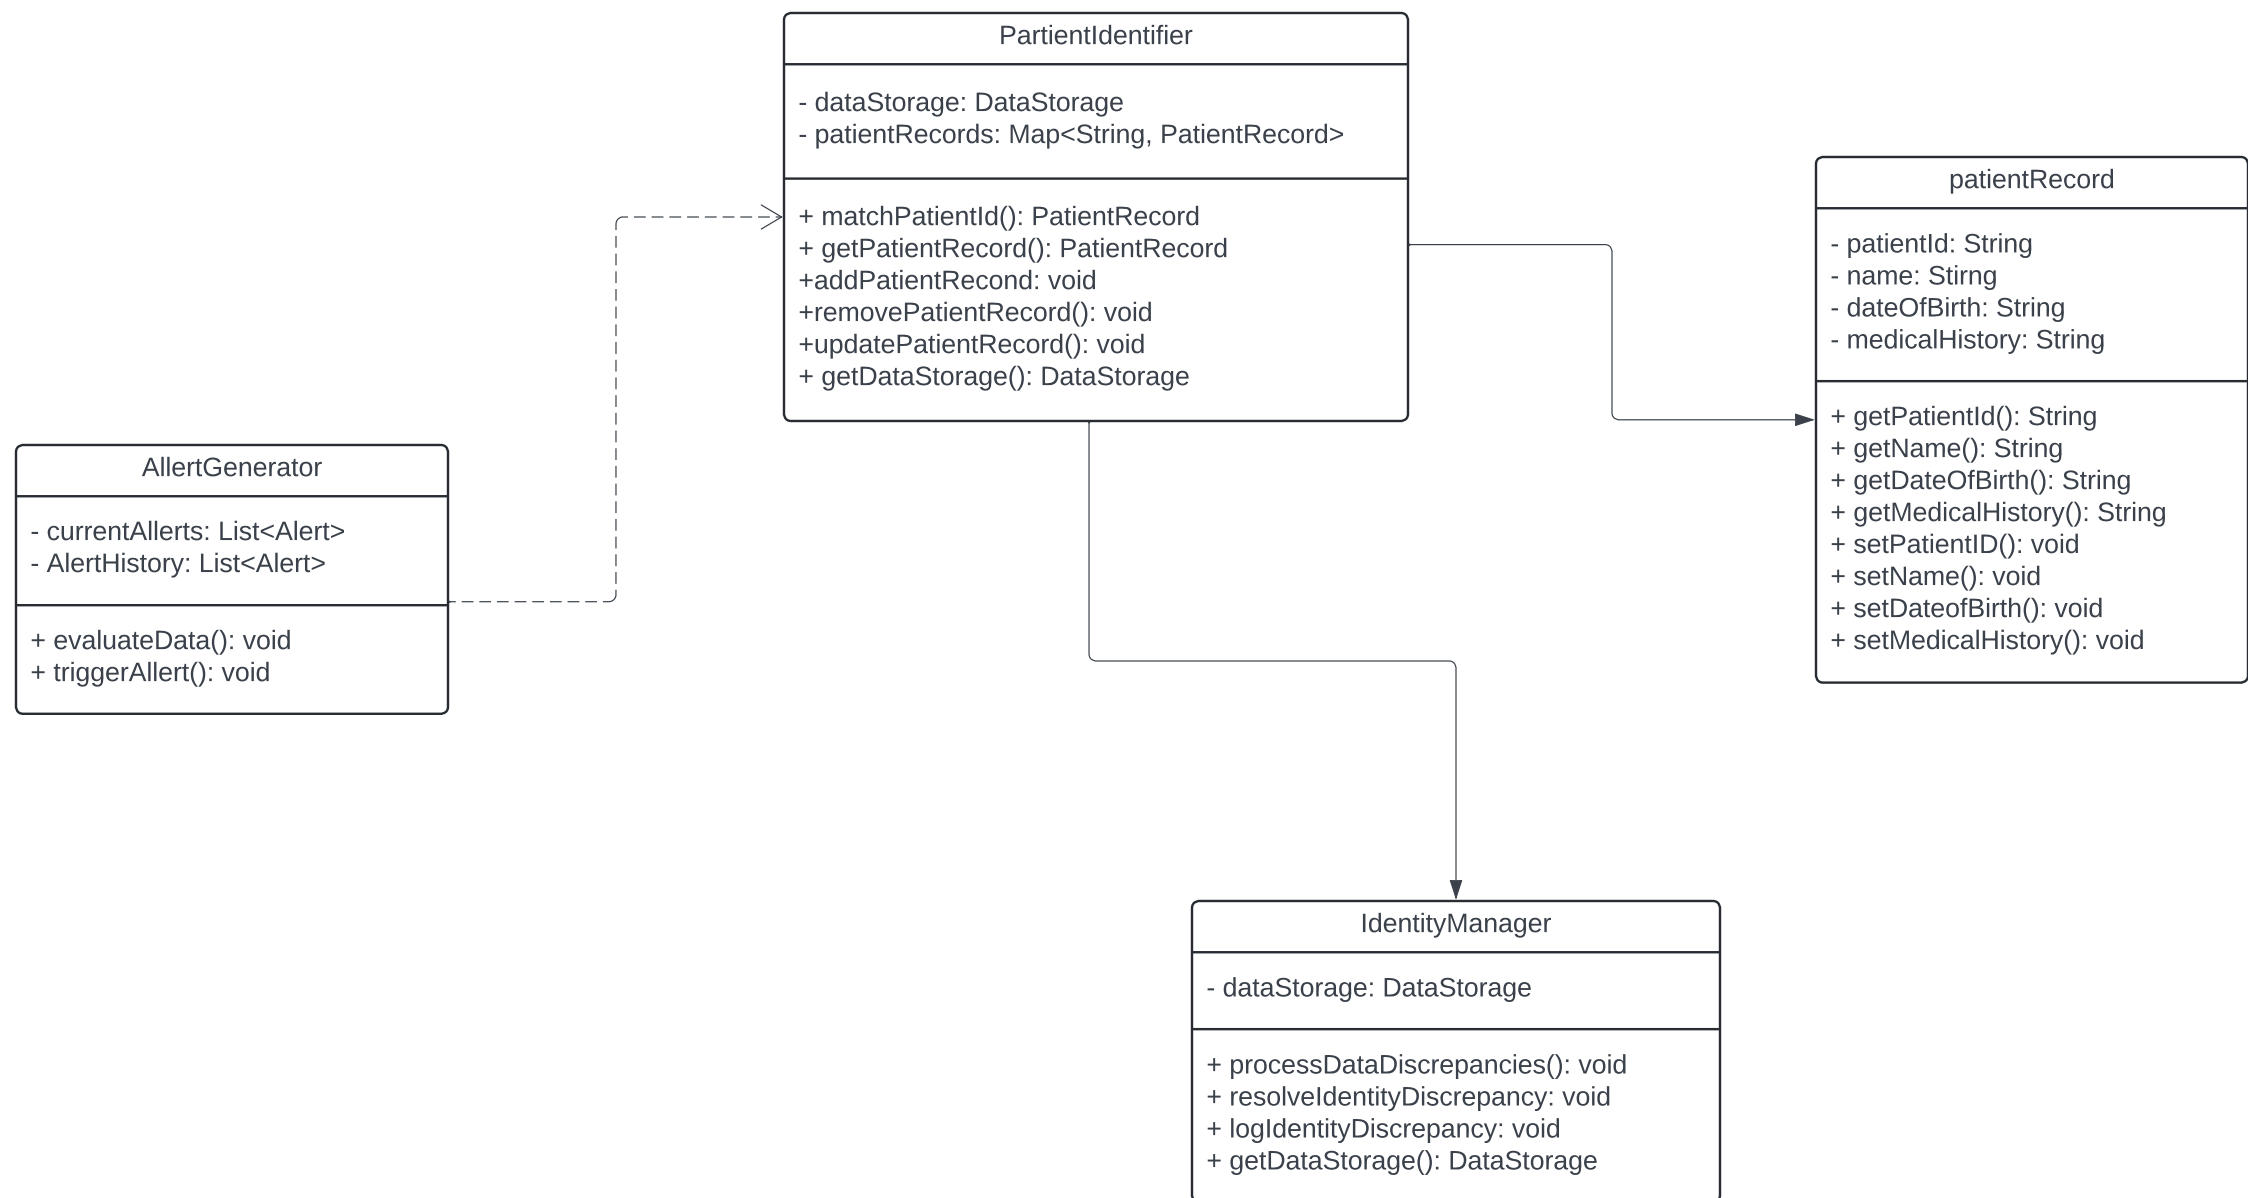 PartientIdentifier
- dataStorage: DataStorage
- patientRecords: Map<String, PatientRecord>
+ matchPatientId(): PatientRecord
+ getPatientRecord(): PatientRecord
+addPatientRecond: void
+removePatientRecord(): void
+updatePatientRecord(): void
+ getDataStorage(): DataStorage
patientRecord
- patientId: String
- name: Stirng
- dateOfBirth: String
- medicalHistory: String
+ getPatientId(): String
+ getName(): String
+ getDateOfBirth(): String
+ getMedicalHistory(): String
+ setPatientID(): void
+ setName(): void
+ setDateofBirth(): void
+ setMedicalHistory(): void
AllertGenerator
- currentAllerts: List<Alert>
- AlertHistory: List<Alert>
+ evaluateData(): void
+ triggerAllert(): void
IdentityManager
- dataStorage: DataStorage
+ processDataDiscrepancies(): void
+ resolveIdentityDiscrepancy: void
+ logIdentityDiscrepancy: void
+ getDataStorage(): DataStorage